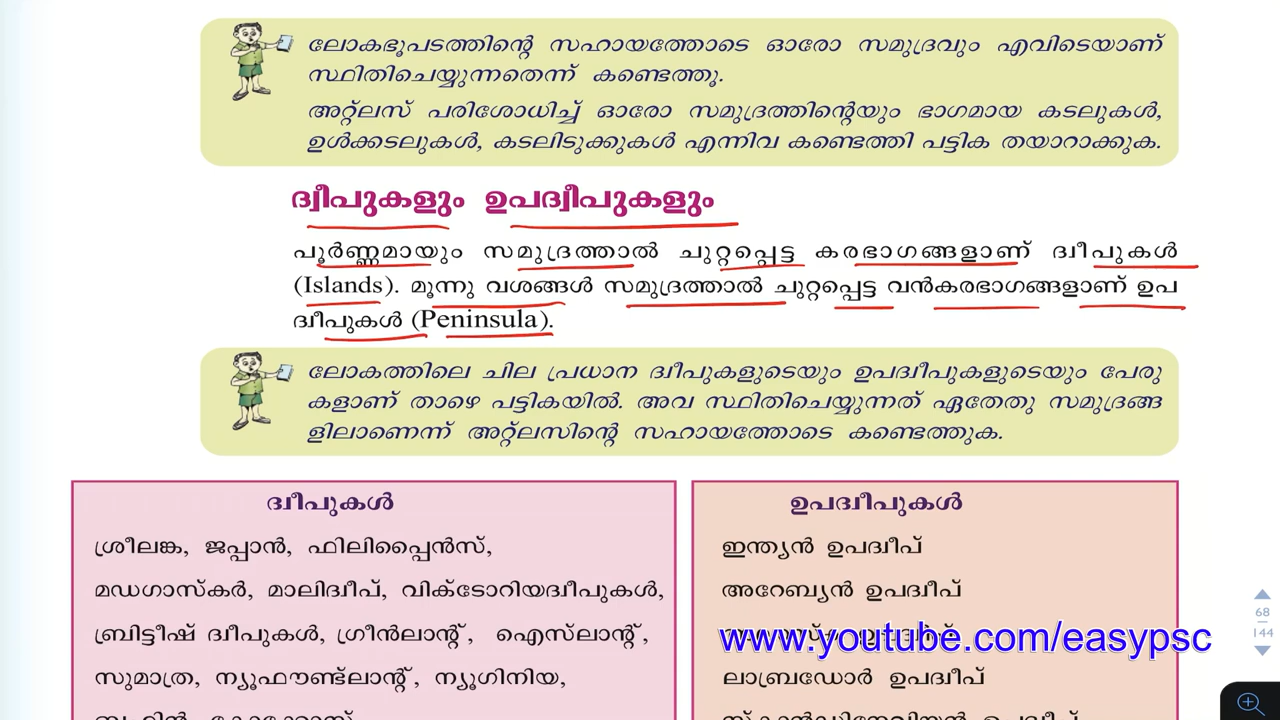 ലോകഭൂപടത്തിന്റെ സഹായത്തോടെ ഓരോ സമുദ്രവും എവിടെയാണ്
സ്ഥിതിചെയ്യുന്നതെന്ന് കണ്ടെത്തൂ.
അറ്റ്‌ലസ് പരിശോധിച്ച് ഓരോ സമുദ്രത്തിന്റെയും ഭാഗമായ കടലുകൾ,
ഉൾക്കടലുകൾ, കടലിടുക്കുകൾ എന്നിവ കണ്ടെത്തി പട്ടിക തയാറാക്കുക.
ദ്വീപുകളും ഉപദ്വീപുകളും
പൂർണ്ണമായും സമുദ്രത്താൽ ചുറ്റപ്പെട്ട കരഭാഗങ്ങളാണ് ദ്വീപുകൾ
(Islands). മൂന്നു വശങ്ങൾ സമുദ്രത്താൽ ചുറ്റപ്പെട്ട വൻകരഭാഗങ്ങളാണ് ഉപ
ദ്വീപുകൾ (Peninsula).
ലോകത്തിലെ ചില പ്രധാന ദ്വീപുകളുടെയും ഉപദ്വീപുകളുടെയും പേരു
കളാണ് താഴെ പട്ടികയിൽ. അവ സ്ഥിതിചെയ്യുന്നത് ഏതേതു സമുദ്രങ്ങ
ളിലാണെന്ന് അറ്റ്‌ലസിന്റെ സഹായത്തോടെ കണ്ടെത്തുക.
ദ്വീപുകൾ
ശ്രീലങ്ക, ജപ്പാൻ, ഫിലിപ്പൈൻസ്,
മഡഗാസ്കർ, മാലിദ്വീപ്, വിക്ടോറിയദ്വീപുകൾ,
ബ്രിട്ടീഷ് ദ്വീപുകൾ, ഗ്രീൻലാന്റ്, ഐസ്‌ലാന്റ്,
സുമാത്ര, ന്യൂഫൗണ്ട്‌ലാന്റ്, ന്യൂഗിനിയ,
ഉപദ്വീപുകൾ
ഇന്ത്യൻ ഉപദ്വീപ്
അറേബ്യൻ ഉപദ്വീപ്
www.youtube.com/easypsc
ലാബ്രഡോർ ഉപദ്വീപ്
സ്കാൻഡിനേവിയൻ ഉപദ്വീപ്
68
144